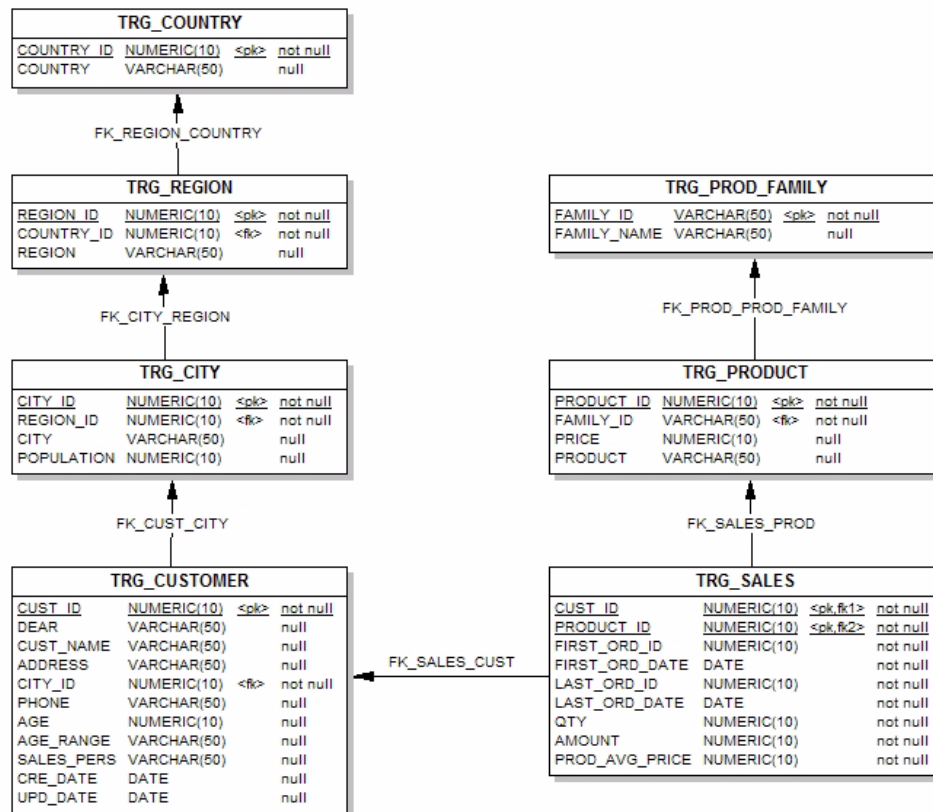 TRG_COUNTRY
COUNTRY_ID NUMERIC(10) <pk> not null
COUNTRY VARCHAR(50) null
FK_REGION_COUNTRY
TRG_REGION
REGION_ID NUMERIC(10) <pk> not null
COUNTRY_ID NUMERIC(10) <fk> not null
REGION VARCHAR(50) null
TRG_PROD_FAMILY
FAMILY_ID VARCHAR(50) <pk> not null
FAMILY_NAME VARCHAR(50) null
FK_CITY_REGION
FK_PROD_PROD_FAMILY
TRG_CITY
CITY_ID NUMERIC(10) <pk> not null
REGION_ID NUMERIC(10) <fk> not null
CITY VARCHAR(50) null
POPULATION NUMERIC(10) null
TRG_PRODUCT
PRODUCT_ID NUMERIC(10) <pk> not null
FAMILY_ID VARCHAR(50) <fk> not null
PRICE NUMERIC(10) null
PRODUCT VARCHAR(50) null
FK_CUST_CITY
FK_SALES_PROD
TRG_CUSTOMER
CUST_ID NUMERIC(10) <pk> not null
DEAR VARCHAR(50) null
CUST_NAME VARCHAR(50) null
ADDRESS VARCHAR(50) null
CITY_ID NUMERIC(10) <fk> not null
PHONE VARCHAR(50) null
AGE NUMERIC(10) null
AGE_RANGE VARCHAR(50) null
SALES_PERS VARCHAR(50) null
CRE_DATE DATE null
UPD_DATE DATE null
FK_SALES_CUST
TRG_SALES
CUST_ID NUMERIC(10) <pk,fk1> not null
PRODUCT_ID NUMERIC(10) <pk,fk2> not null
FIRST_ORD_ID NUMERIC(10) not null
FIRST_ORD_DATE DATE not null
LAST_ORD_ID NUMERIC(10) not null
LAST_ORD_DATE DATE not null
QTY NUMERIC(10) not null
AMOUNT NUMERIC(10) not null
PROD_AVG_PRICE NUMERIC(10) not null